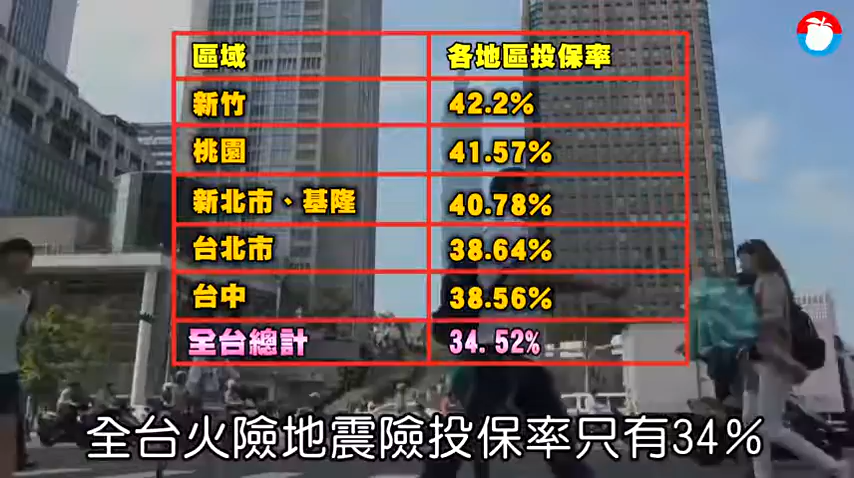 區域 各地區投保率
新竹 42.2%
桃園 41.57%
新北市、基隆 40.78%
台北市 38.64%
台中 38.56%
全台總計 34.52%
全台火險地震險投保率只有34%